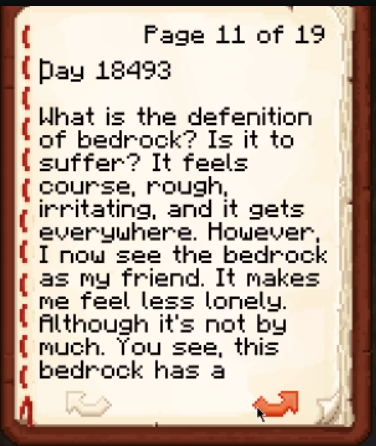 Page 11 of 19
Day 18493
What is the defenition
of bedrock? Is it to
suffer? It feels
course, rough,
irritating, and it gets
everywhere. However,
I now see the bedrock
as my friend. It makes
me feel less lonely.
Although it's not by
much. You see, this
bedrock has a